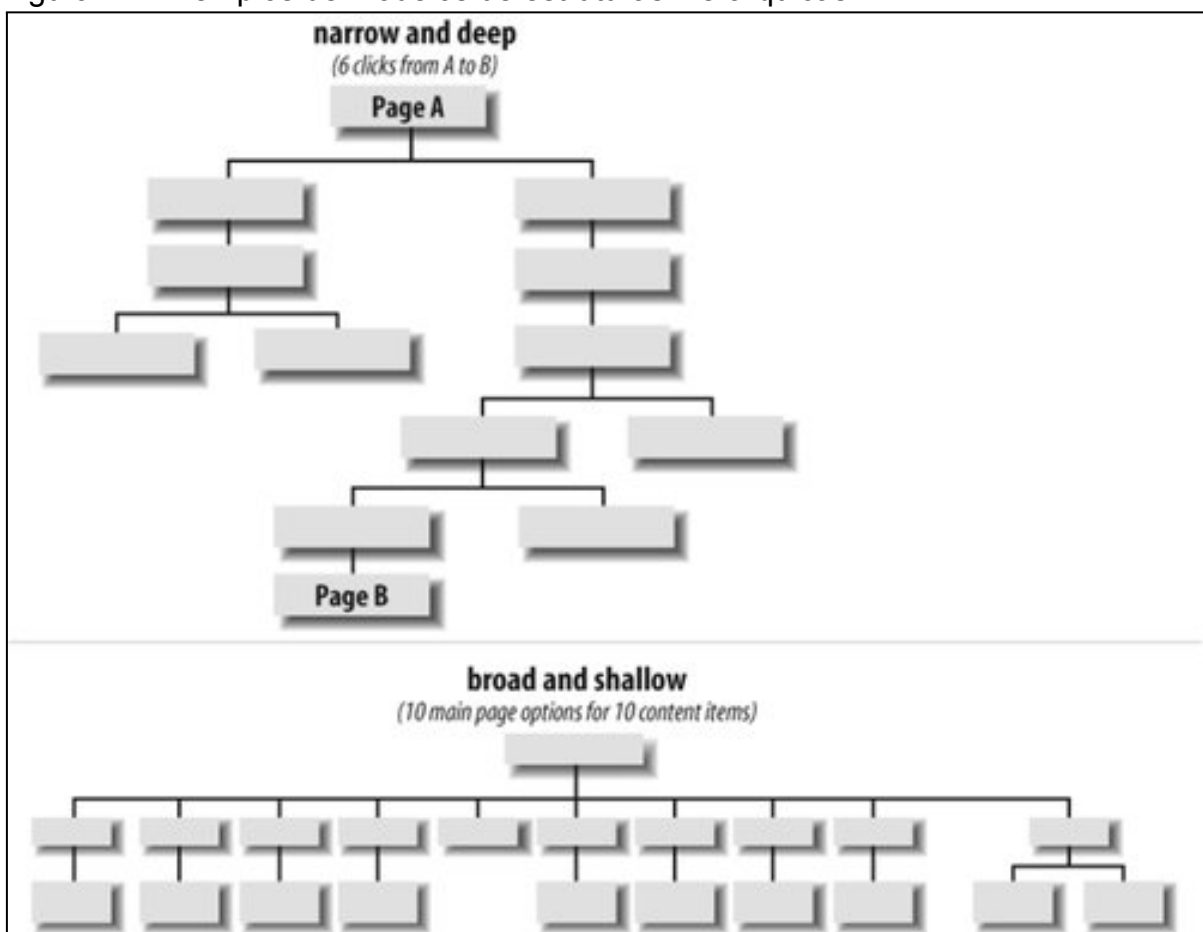 narrow and deep
(6 clicks from A to B)
Page A
Page B
broad and shallow
(10 main page options for 10 content items)